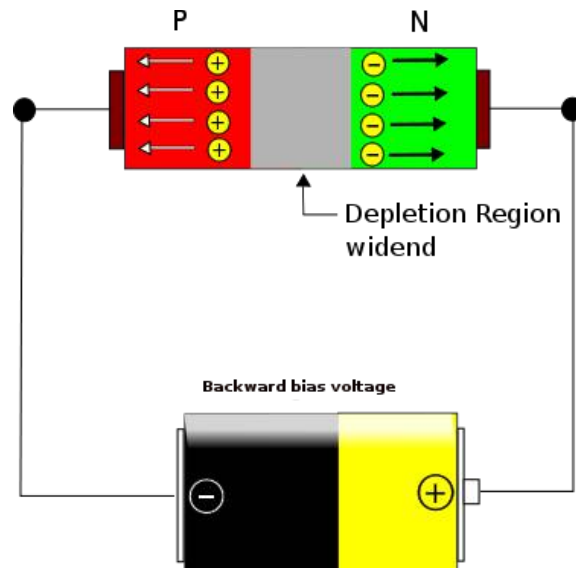 P N
+ −
+ −
+ −
+ −
Depletion Region
widend
Backward bias voltage
− +